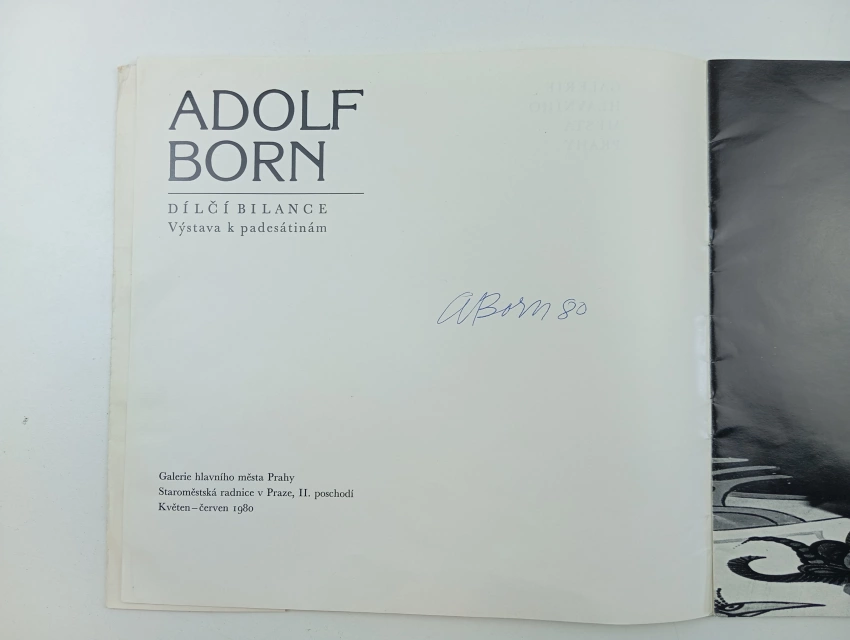 ADOLF
BORN
DÍLČÍ BILANCE
Výstava k padesátinám
ABorn 80
Galerie hlavního města Prahy
Staroměstská radnice v Praze, II. poschodí
Květen–červen 1980